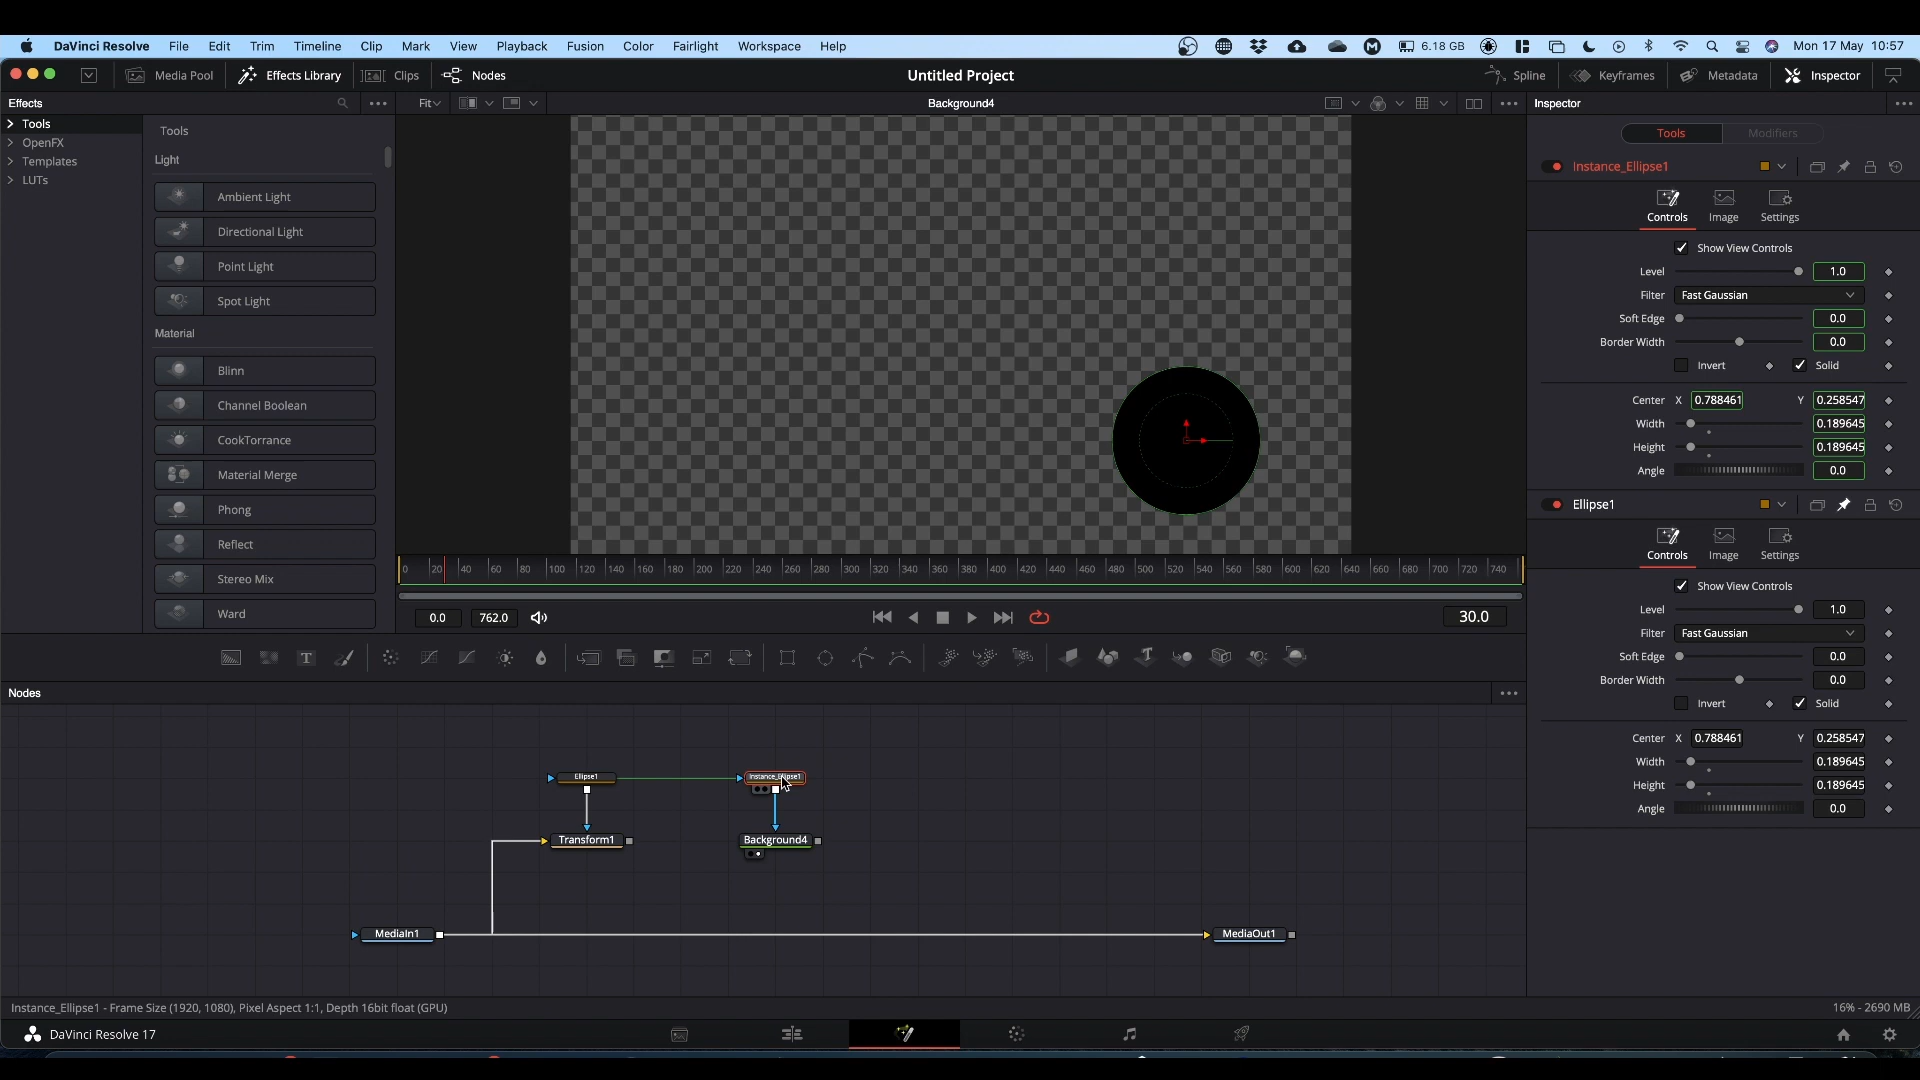 DaVinci Resolve File Edit Trim Timeline Clip Mark View Playback Fusion Color Fairlight Workspace Help 6.18 GB Mon 17 May 10:57
Media Pool Effects Library Clips Nodes Untitled Project Spline Keyframes Metadata Inspector
Effects Fit Background4 Inspector
Tools
OpenFX
Templates
LUTs
Tools
Light
Ambient Light
Directional Light
Point Light
Spot Light
Material
Blinn
Channel Boolean
CookTorrance
Material Merge
Phong
Reflect
Stereo Mix
Ward
0 20 40 60 80 100 120 140 160 180 200 220 240 260 280 300 320 340 360 380 400 420 440 460 480 500 520 540 560 580 600 620 640 660 680 700 720 740
0.0 762.0 30.0
Tools Modifiers
Instance_Ellipse1
Controls Image Settings
Show View Controls
Level 1.0
Filter Fast Gaussian
Soft Edge 0.0
Border Width 0.0
Invert Solid
Center X 0.788461 Y 0.258547
Width 0.189645
Height 0.189645
Angle 0.0
Ellipse1
Controls Image Settings
Show View Controls
Level 1.0
Filter Fast Gaussian
Soft Edge 0.0
Border Width 0.0
Invert Solid
Center X 0.788461 Y 0.258547
Width 0.189645
Height 0.189645
Angle 0.0
Nodes
Ellipse1 Instance_Ellipse1
Transform1 Background4
MediaIn1 MediaOut1
Instance_Ellipse1 - Frame Size (1920, 1080), Pixel Aspect 1:1, Depth 16bit float (GPU) 16% - 2690 MB
DaVinci Resolve 17